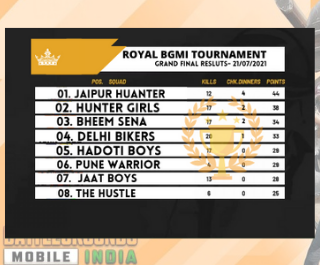 ROYAL BGMI TOURNAMENT
GRAND FINAL RESLUTS- 21/07/2021
POS. SQUAD KILLS CHK.DINNERS POINTS
01. JAIPUR HUANTER 12 4 44
02. HUNTER GIRLS 17 2 38
03. BHEEM SENA 17 2 34
04. DELHI BIKERS 20 1 33
05. HADOTI BOYS 0 29
06. PUNE WARRIOR 0 29
07. JAAT BOYS 13 0 28
08. THE HUSTLE 6 0 25
BATTLEGROUNDS
MOBILE INDIA